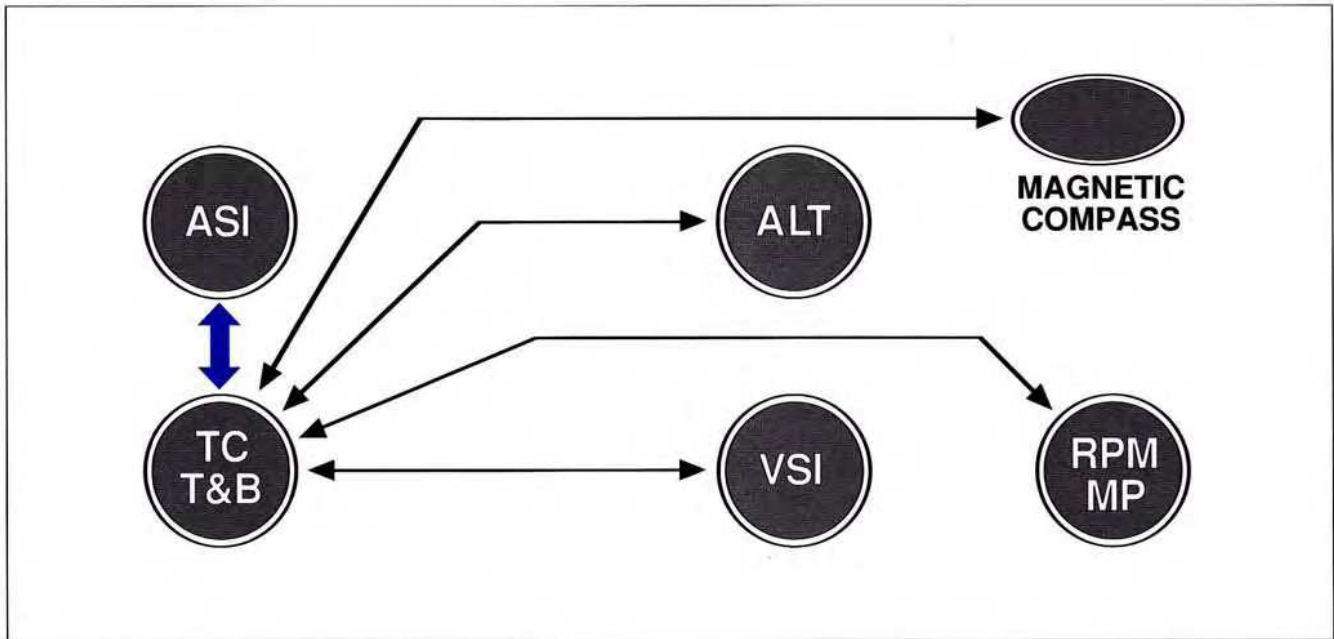 ASI
ALT
MAGNETIC
COMPASS
TC
T&B
VSI
RPM
MP